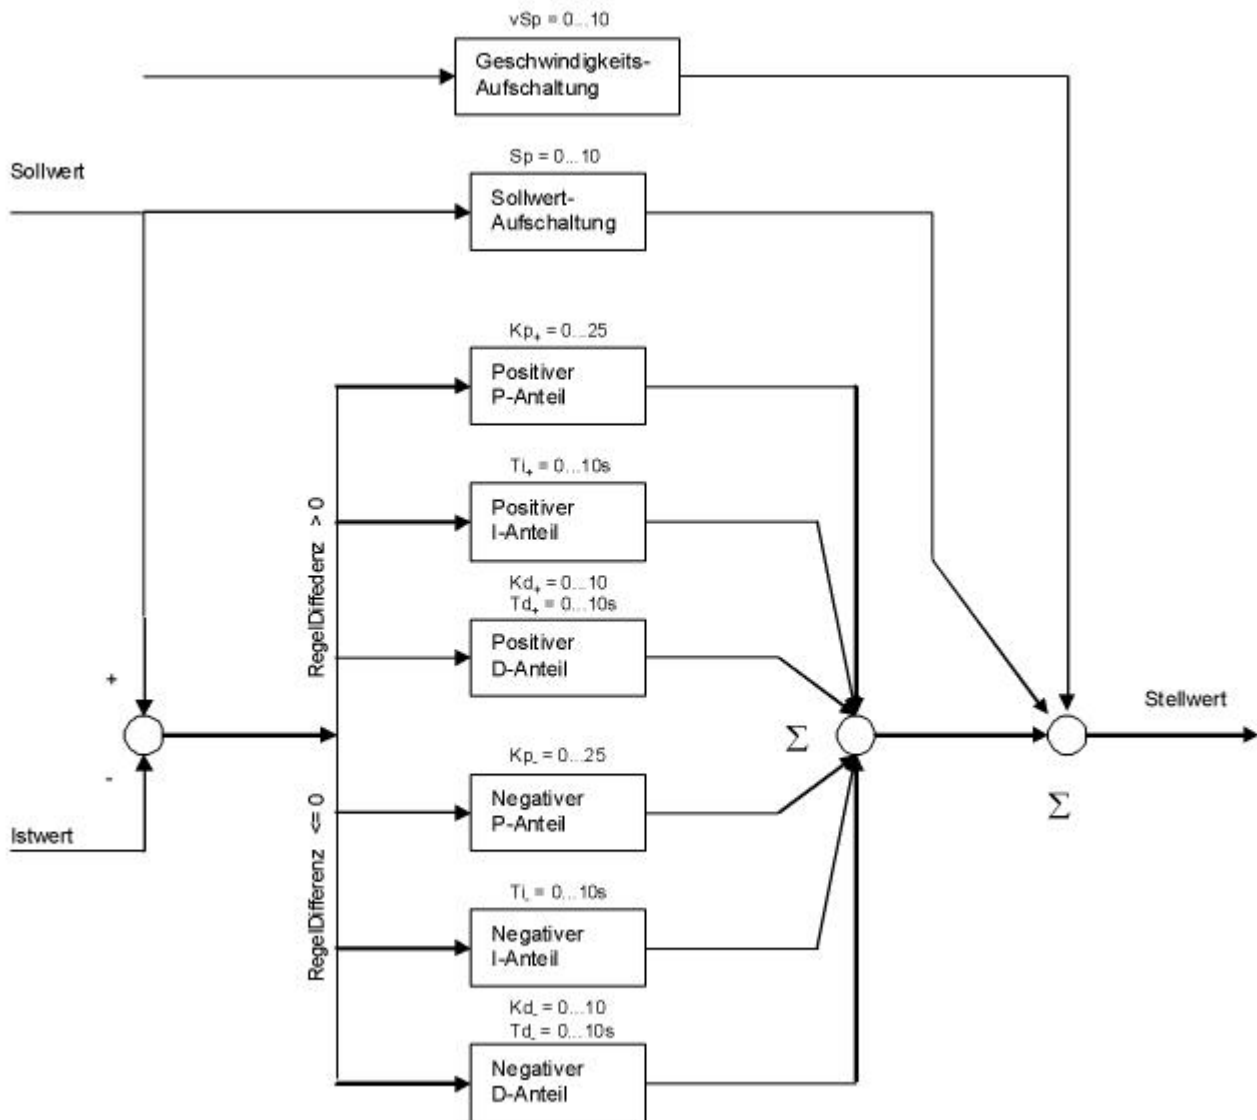 vSp = 0...10
Geschwindigkeits-
Aufschaltung
Sollwert
Sp = 0...10
Sollwert-
Aufschaltung
Kp+ = 0...25
Positiver
P-Anteil
Ti+ = 0...10s
Positiver
I-Anteil
RegelDiffedenz > 0
Kd+ = 0...10
Td+ = 0...10s
Positiver
D-Anteil
+
-
Σ
Stellwert
Σ
Kp- = 0...25
Negativer
P-Anteil
Istwert
RegelDifferenz <= 0
Ti- = 0...10s
Negativer
I-Anteil
Kd- = 0...10
Td- = 0...10s
Negativer
D-Anteil